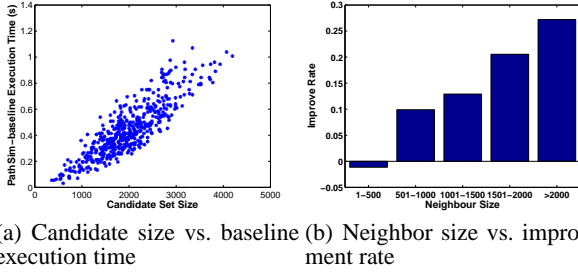 1.4
1.2
1
0.8
0.6
0.4
0.2
0
0 1000 2000 3000 4000 5000
PathSim−baseline Execution Time (s)
Candidate Set Size
0.3
0.25
0.2
0.15
0.1
0.05
0
−0.05
1−500 501−1000 1001−1500 1501−2000 >2000
Improve Rate
Neighbour Size
(a) Candidate size vs. baseline
execution time
(b) Neighbor size vs. improve-
ment rate